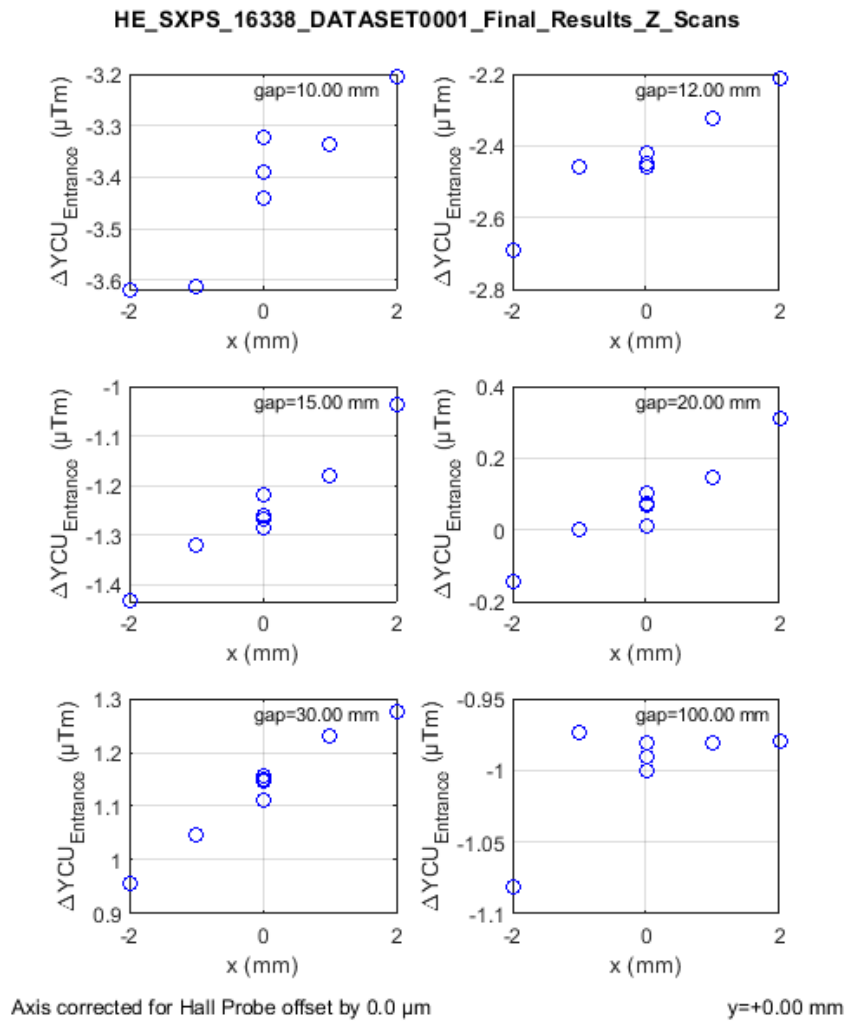 HE_SXPS_16338_DATASET0001_Final_Results_Z_Scans
gap=10.00 mm
ΔYCU_Entrance (μTm)
-3.2
-3.3
-3.4
-3.5
-3.6
-2 0 2
x (mm)
gap=12.00 mm
ΔYCU_Entrance (μTm)
-2.2
-2.4
-2.6
-2.8
-2 0 2
x (mm)
gap=15.00 mm
ΔYCU_Entrance (μTm)
-1
-1.1
-1.2
-1.3
-1.4
-2 0 2
x (mm)
gap=20.00 mm
ΔYCU_Entrance (μTm)
0.4
0.2
0
-0.2
-2 0 2
x (mm)
gap=30.00 mm
ΔYCU_Entrance (μTm)
1.3
1.2
1.1
1
0.9
-2 0 2
x (mm)
gap=100.00 mm
ΔYCU_Entrance (μTm)
-0.95
-1
-1.05
-1.1
-2 0 2
x (mm)
Axis corrected for Hall Probe offset by 0.0 μm
y=+0.00 mm